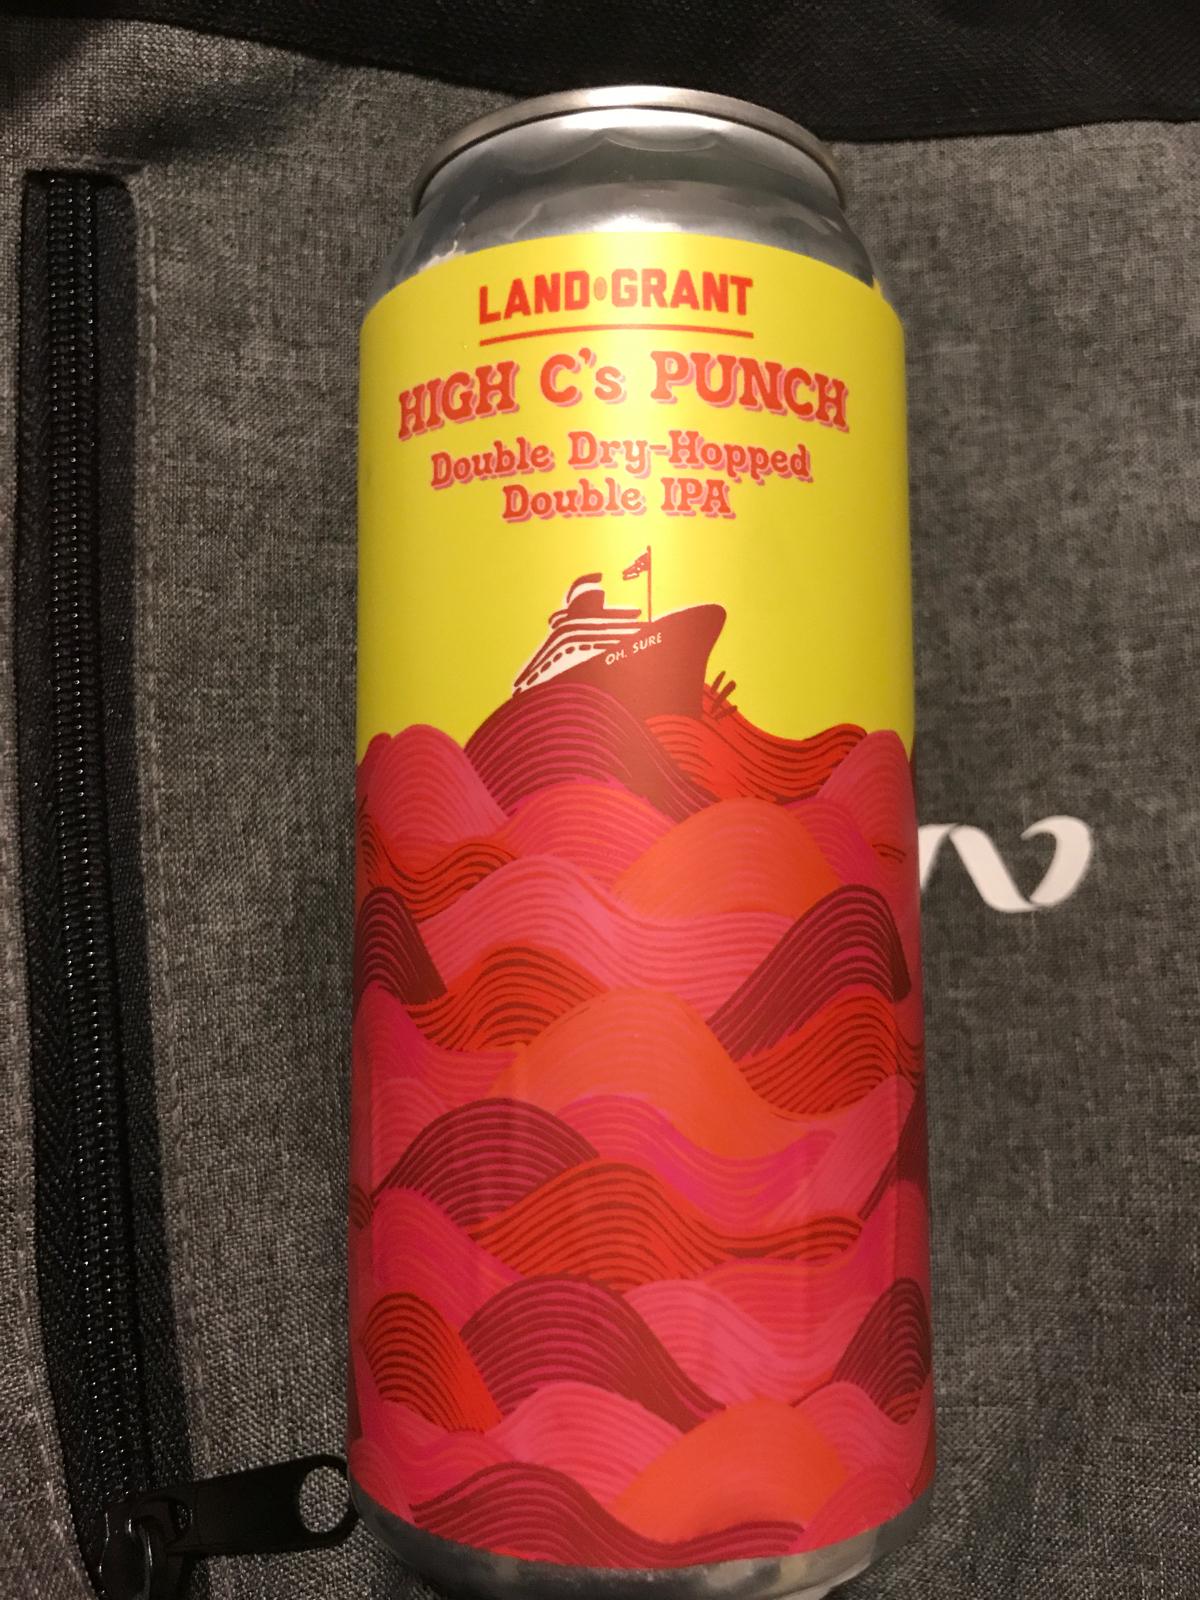 LAND•GRANT
HIGH C's PUNCH
Double Dry-Hopped
Double IPA
OH, SURE